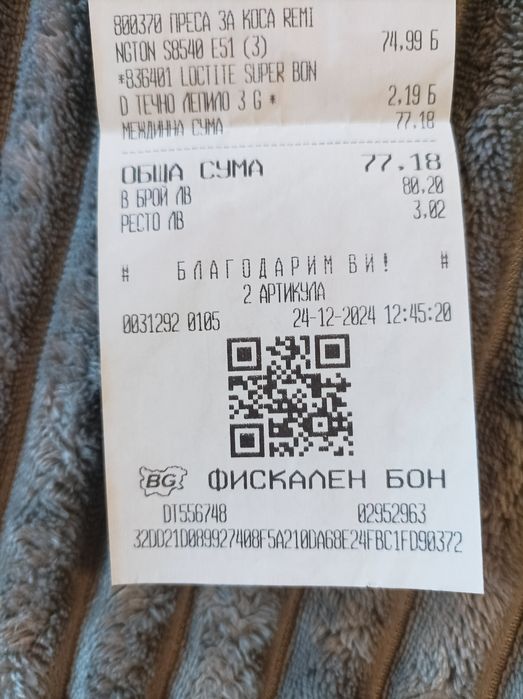 800370 ПРЕСА ЗА КОСА REMI
NGTON S8540 E51 (3) 74,99 Б
*836401 LOCTITE SUPER BON
D ТЕЧНО ЛЕПИЛО 3 G * 2,19 Б
МЕЖДИННА СУМА 77.18
ОБЩА СУМА 77.18
В БРОЙ ЛВ 80,20
РЕСТО ЛВ 3,02
# БЛАГОДАРИМ ВИ! #
2 АРТИКУЛА
0031292 0105 24-12-2024 12:45:20
BG ФИСКАЛЕН БОН
DT556748 02952963
32DD21D089927408F5A210DA68E24FBC1FD90372